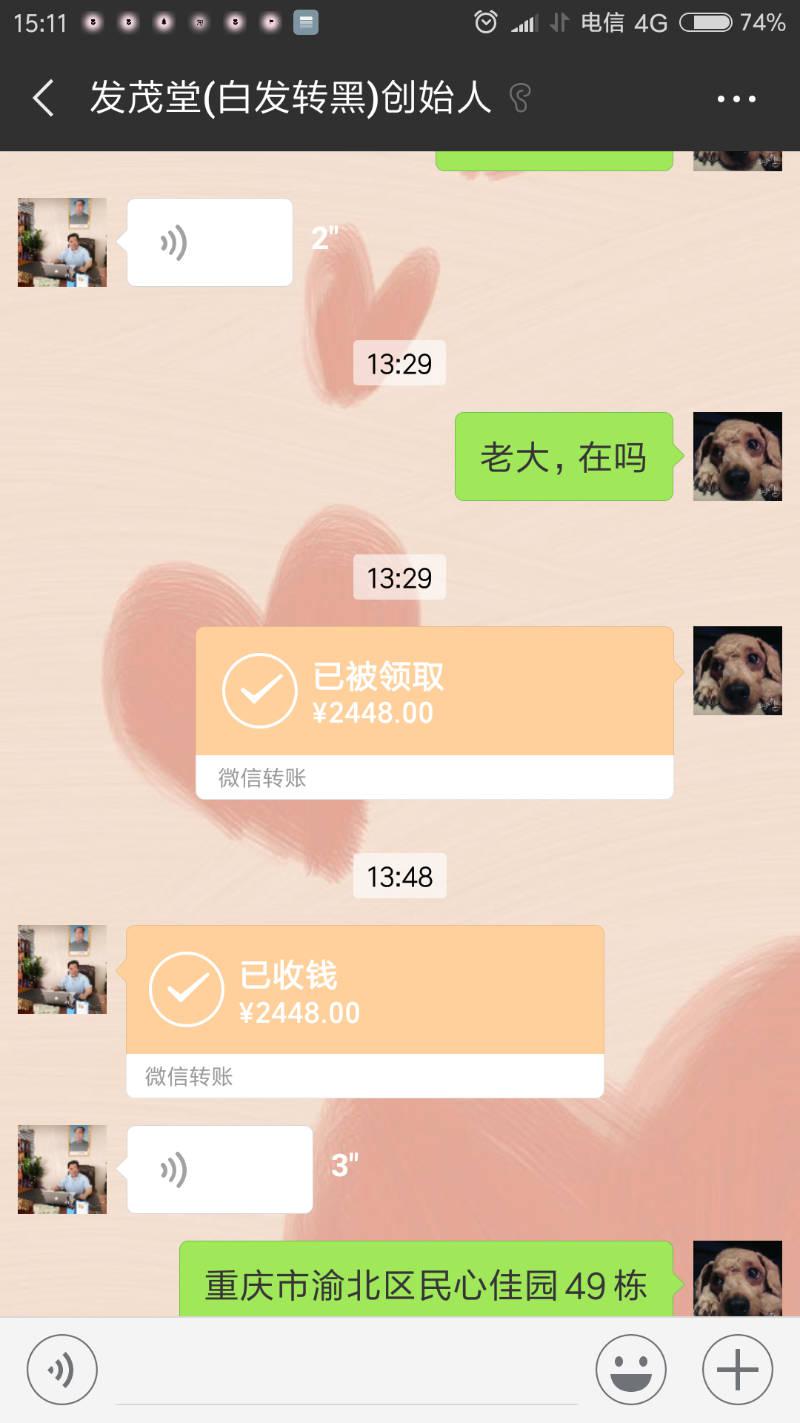 15:11 电信 4G 74%
发茂堂(白发转黑)创始人
2"
13:29
老大，在吗
13:29
已被领取
¥2448.00
微信转账
13:48
已收钱
¥2448.00
微信转账
3"
重庆市渝北区民心佳园49栋